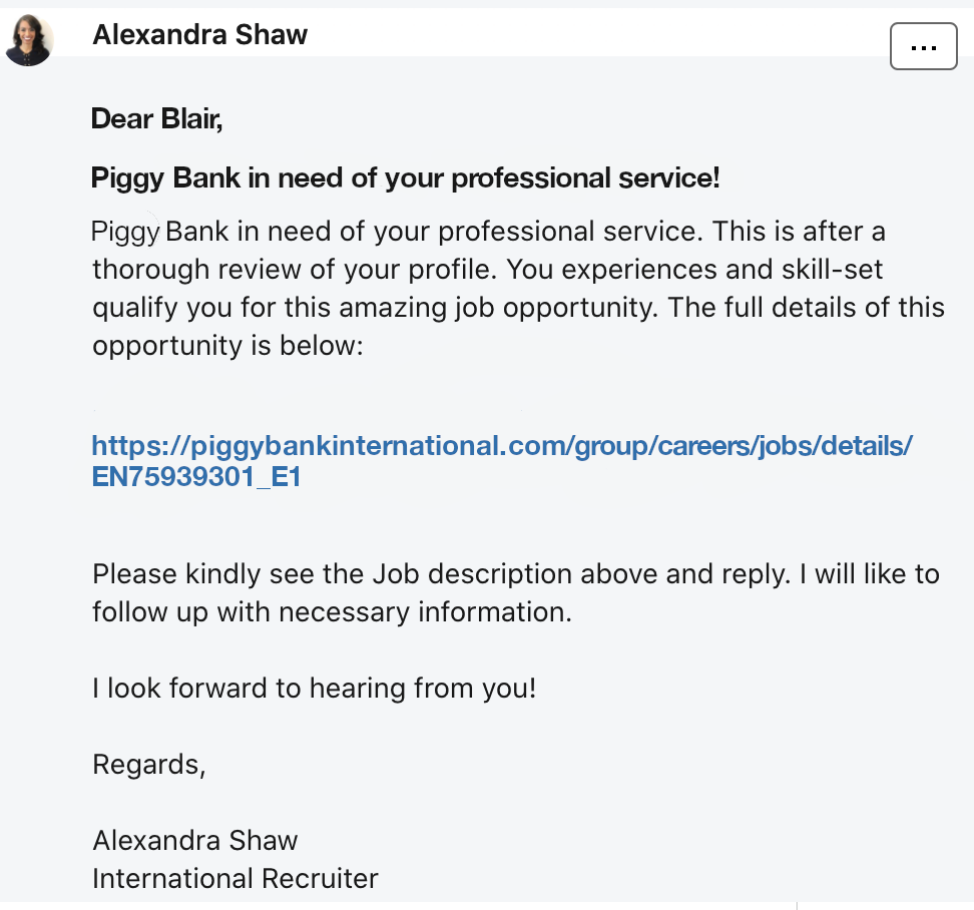 Alexandra Shaw
...
Dear Blair,
Piggy Bank in need of your professional service!
Piggy Bank in need of your professional service. This is after a
thorough review of your profile. You experiences and skill-set
qualify you for this amazing job opportunity. The full details of this
opportunity is below:
https://piggybankinternational.com/group/careers/jobs/details/
EN75939301_E1
Please kindly see the Job description above and reply. I will like to
follow up with necessary information.
I look forward to hearing from you!
Regards,
Alexandra Shaw
International Recruiter